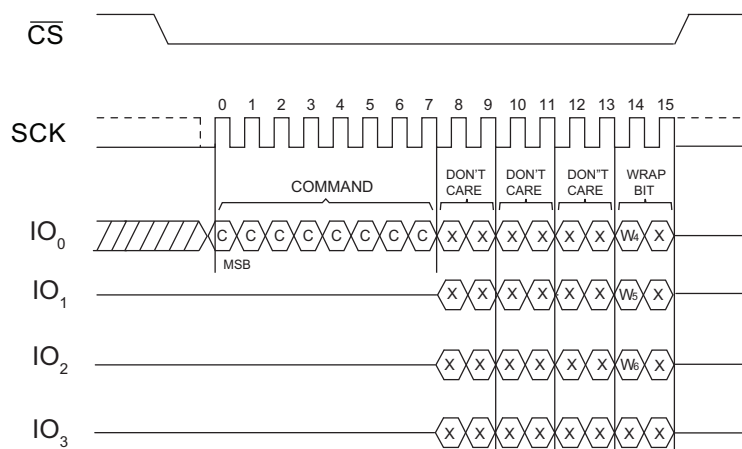 CS
0 1 2 3 4 5 6 7 8 9 10 11 12 13 14 15
SCK
COMMAND
DON'T CARE
DON'T CARE
DON"T CARE
WRAP BIT
IO0 C C C C C C C C X X X X X X W4 X
MSB
IO1 X X X X X X W5 X
IO2 X X X X X X W6 X
IO3 X X X X X X X X